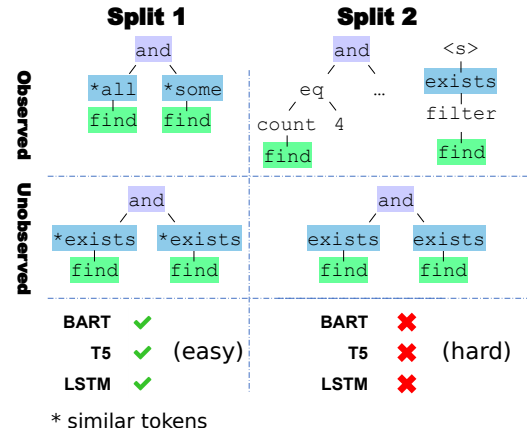 Split 1
Split 2
Observed
and
*all *some
find find
and
eq ...
count 4
find
<s>
exists
filter
find
Unobserved
and
*exists *exists
find find
and
exists exists
find find
BART
T5 (easy)
LSTM
BART
T5 (hard)
LSTM
* similar tokens